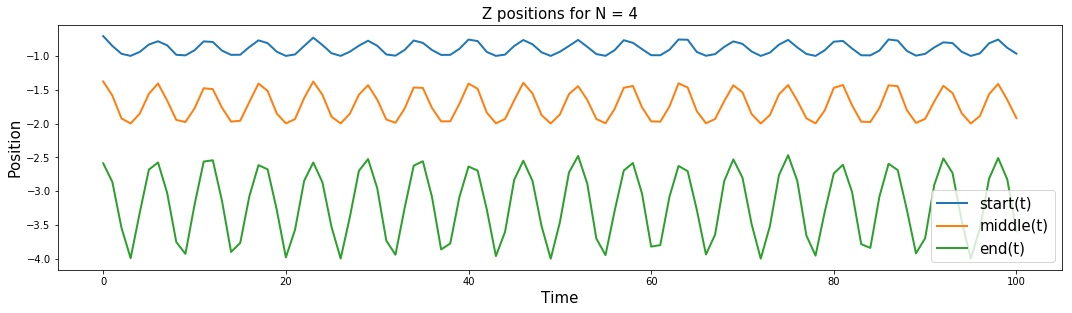 Z positions for N = 4
Position
−1.0
−1.5
−2.0
−2.5
−3.0
−3.5
−4.0
start(t)
middle(t)
end(t)
0 20 40 60 80 100
Time